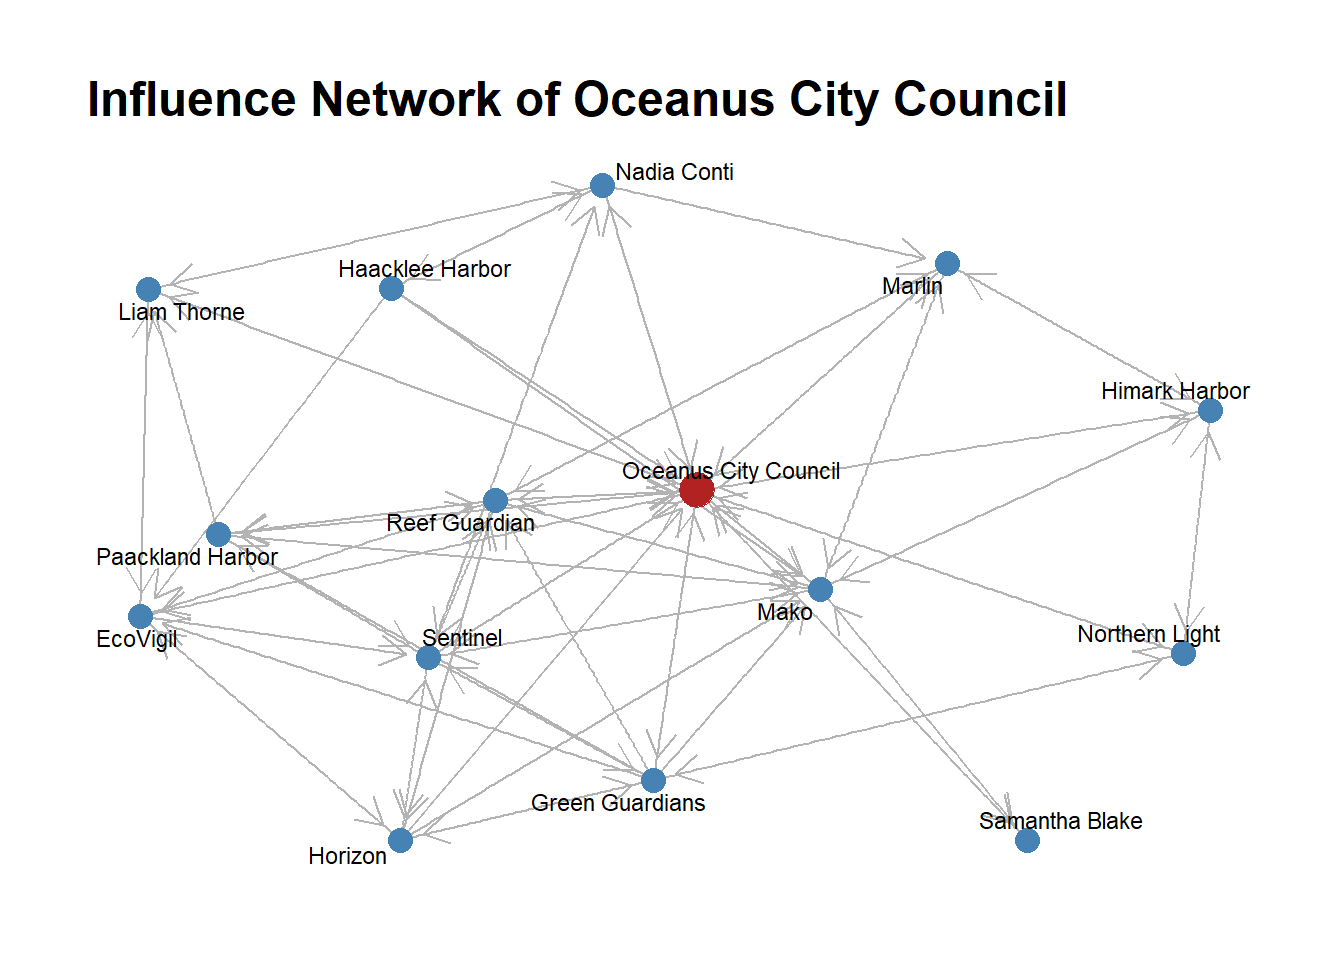 Influence Network of Oceanus City Council
Nadia Conti
Haacklee Harbor
Marlin
Liam Thorne
Himark Harbor
Oceanus City Council
Reef Guardian
Paackland Harbor
Mako
EcoVigil
Sentinel
Northern Light
Green Guardians
Samantha Blake
Horizon